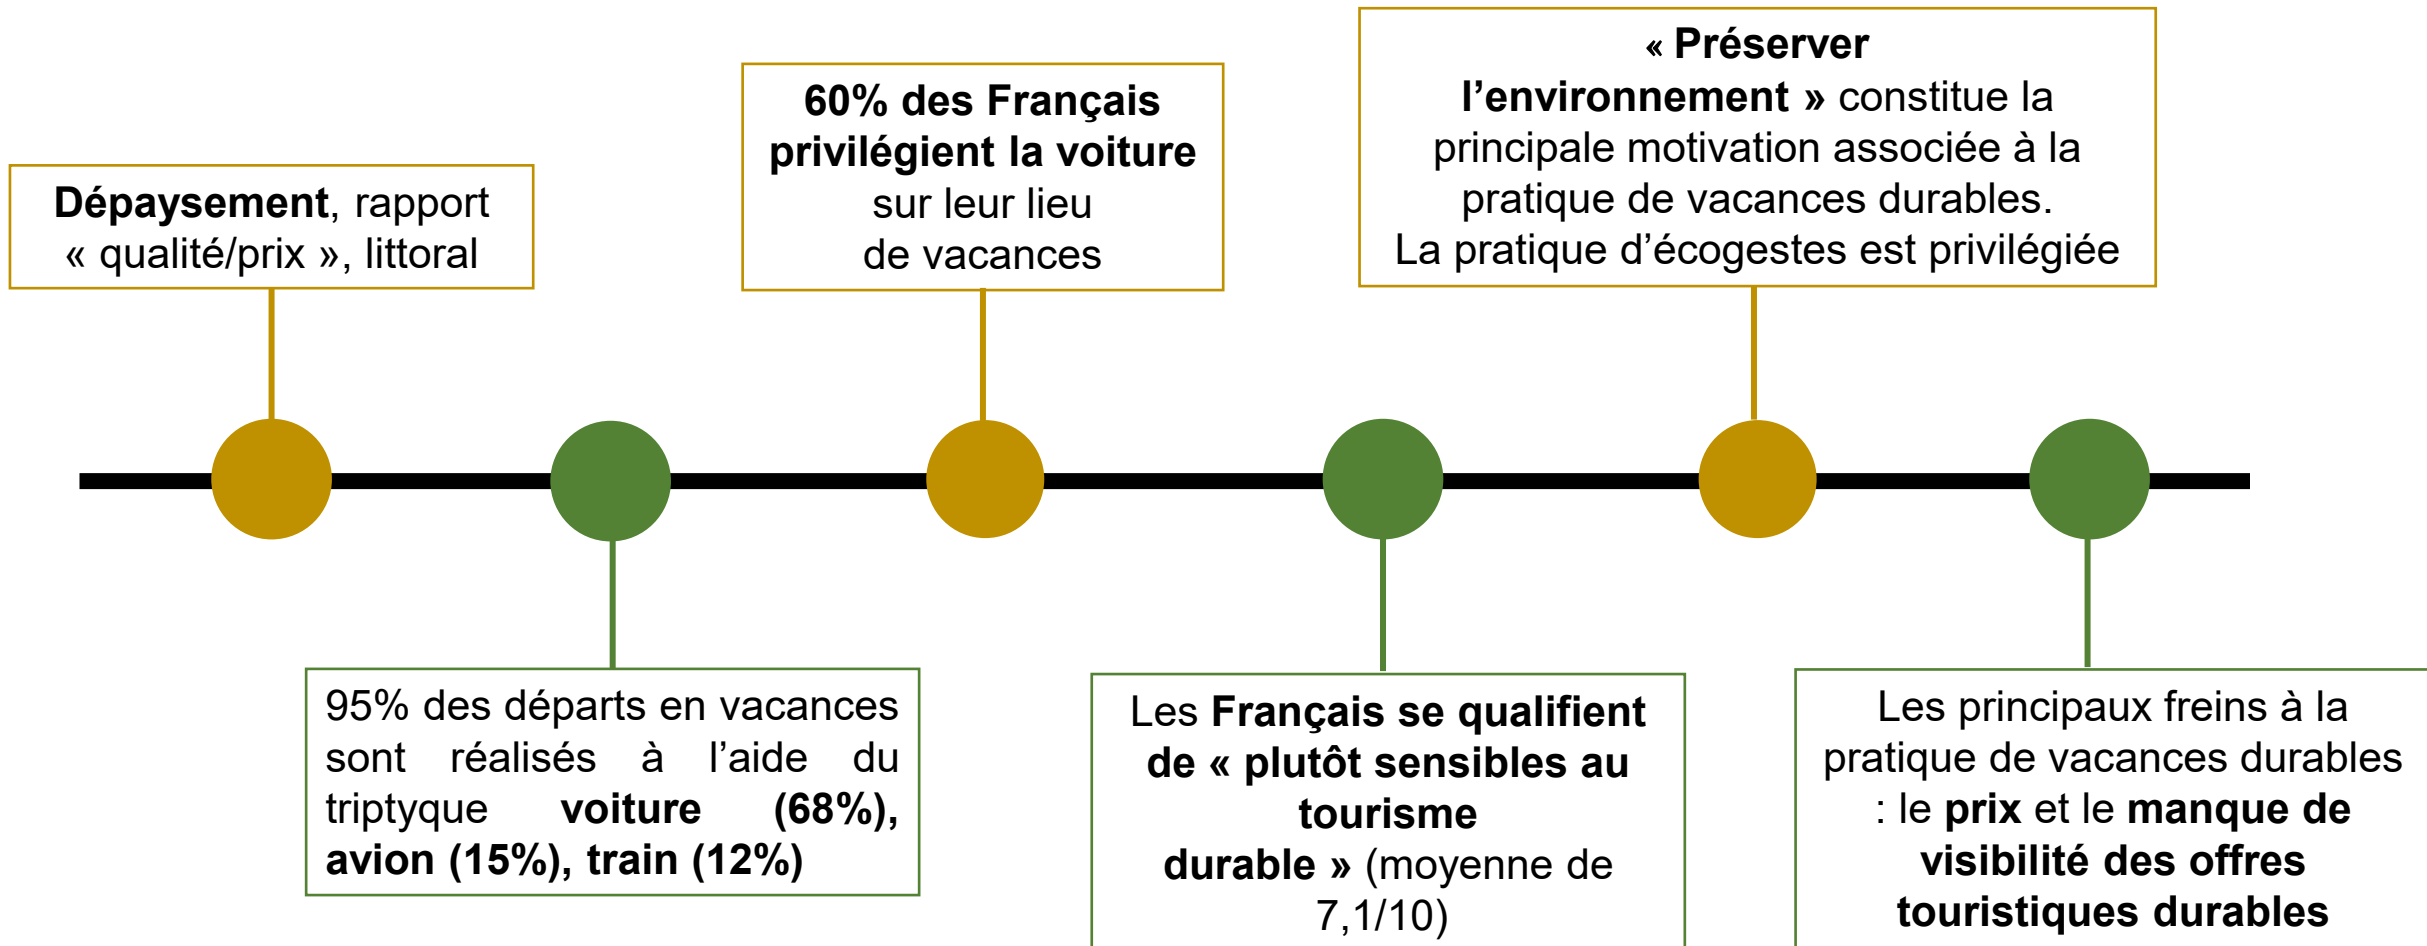 Dépaysement, rapport
« qualité/prix », littoral
95% des départs en vacances
sont réalisés à l’aide du
triptyque voiture (68%),
avion (15%), train (12%)
60% des Français
privilégient la voiture
sur leur lieu
de vacances
Les Français se qualifient
de « plutôt sensibles au
tourisme
durable » (moyenne de
7,1/10)
« Préserver
l’environnement » constitue la
principale motivation associée à la
pratique de vacances durables.
La pratique d’écogestes est privilégiée
Les principaux freins à la
pratique de vacances durables
: le prix et le manque de
visibilité des offres
touristiques durables